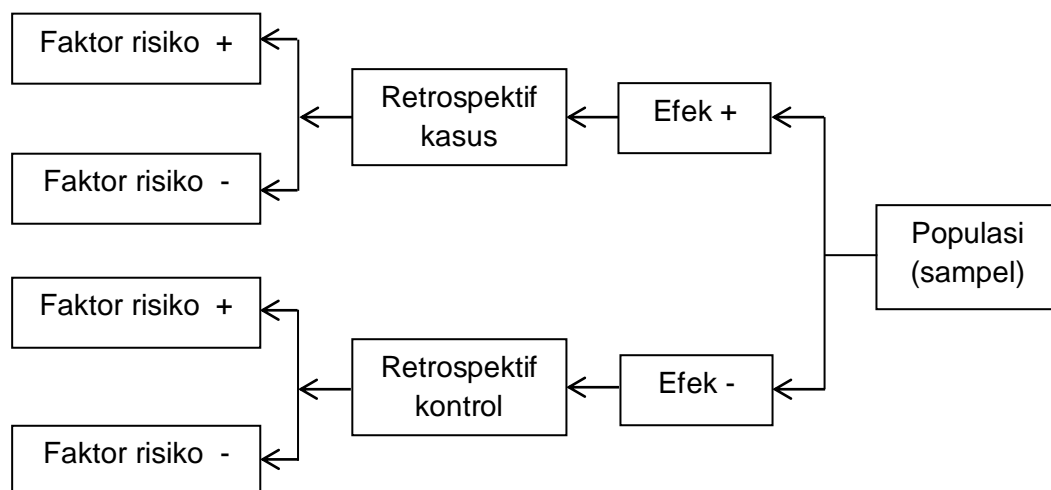 Faktor risiko +
Retrospektif
kasus
Efek +
Faktor risiko -
Populasi
(sampel)
Faktor risiko +
Retrospektif
kontrol
Efek -
Faktor risiko -